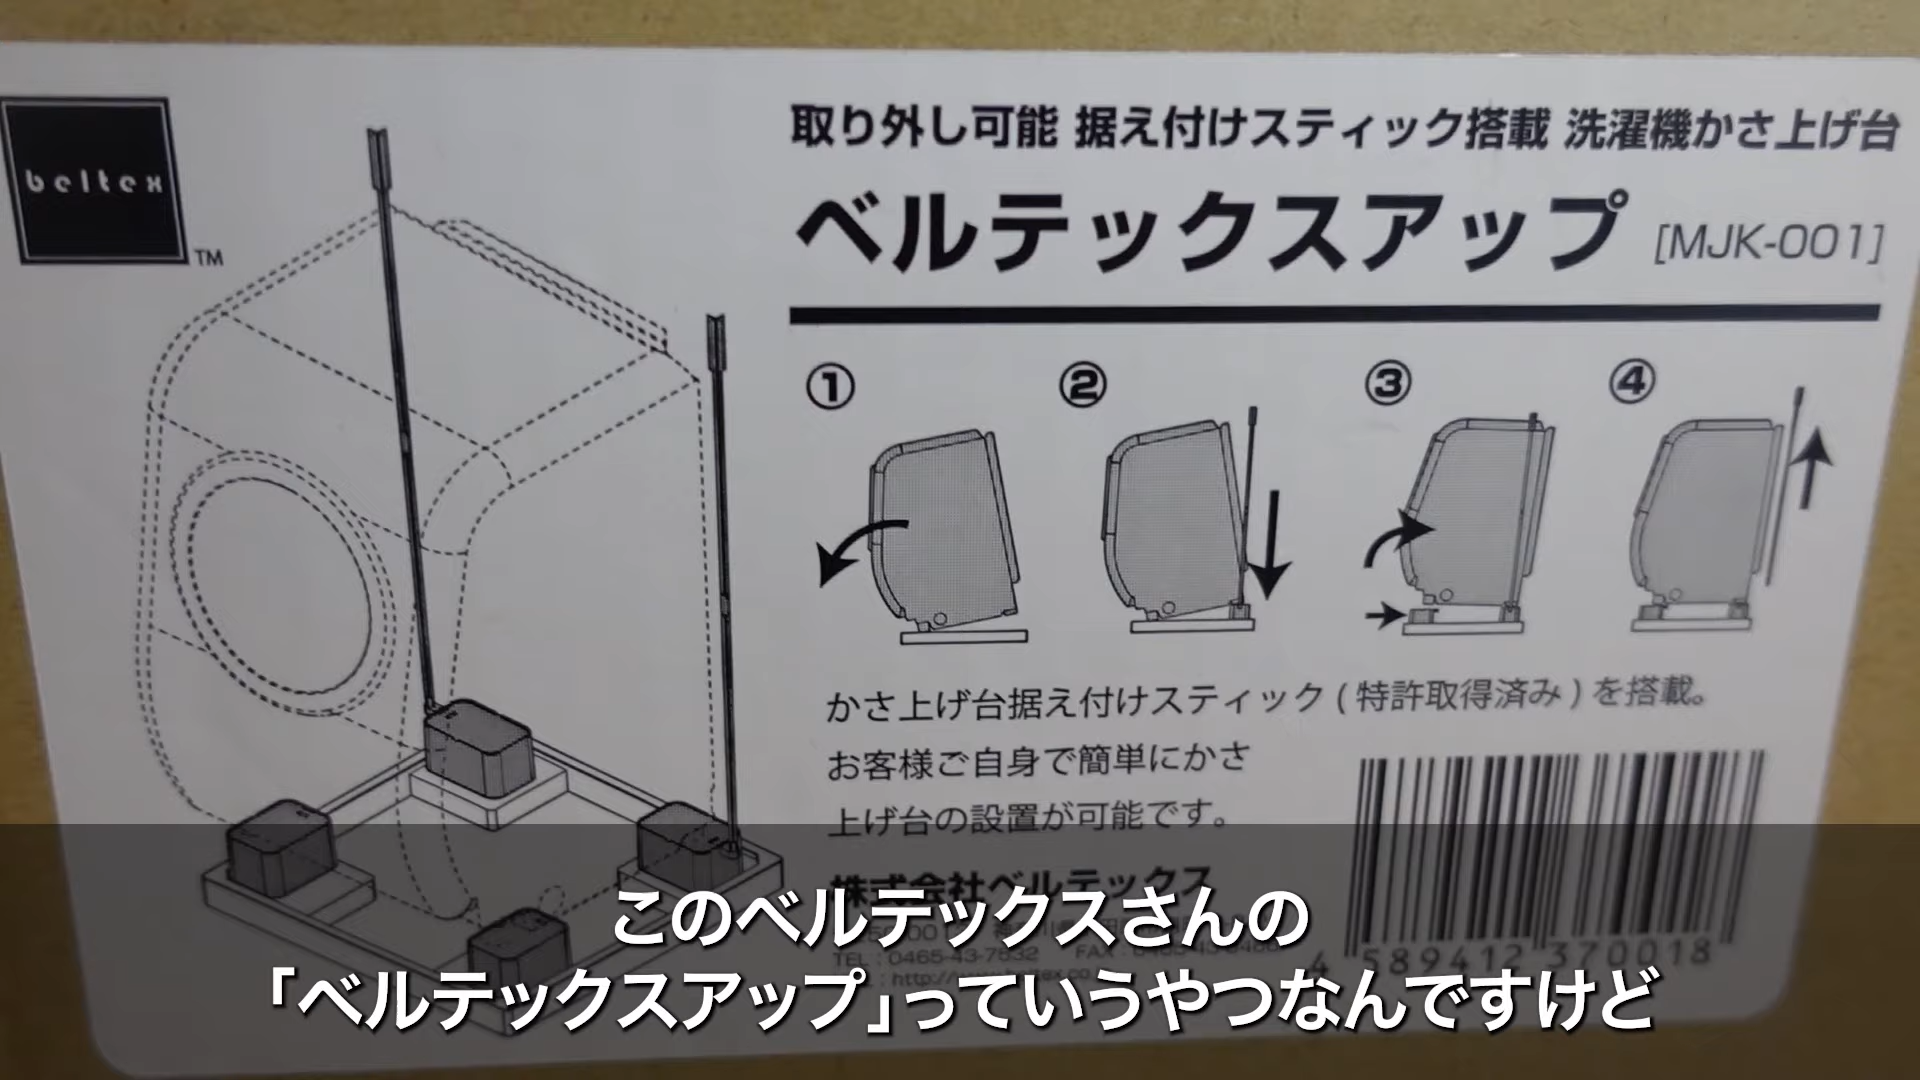 beltex
TM
取り外し可能 据え付けスティック搭載 洗濯機かさ上げ台
ベルテックスアップ [MJK-001]
① ② ③ ④
かさ上げ台据え付けスティック(特許取得済み)を搭載。
お客様ご自身で簡単にかさ
上げ台の設置が可能です。
株式会社ベルテックス
TEL : 0465-43-7532
4 589412 370018
このベルテックスさんの
「ベルテックスアップ」っていうやつなんですけど